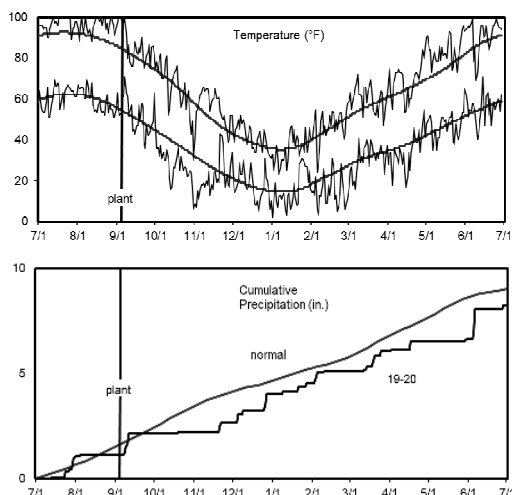 Temperature (°F)
100
80
60
40
20
0
plant
7/1 8/1 9/1 10/1 11/1 12/1 1/1 2/1 3/1 4/1 5/1 6/1 7/1
10
5
0
Cumulative
Precipitation (in.)
normal
plant
19-20
7/1 8/1 9/1 10/1 11/1 12/1 1/1 2/1 3/1 4/1 5/1 6/1 7/1